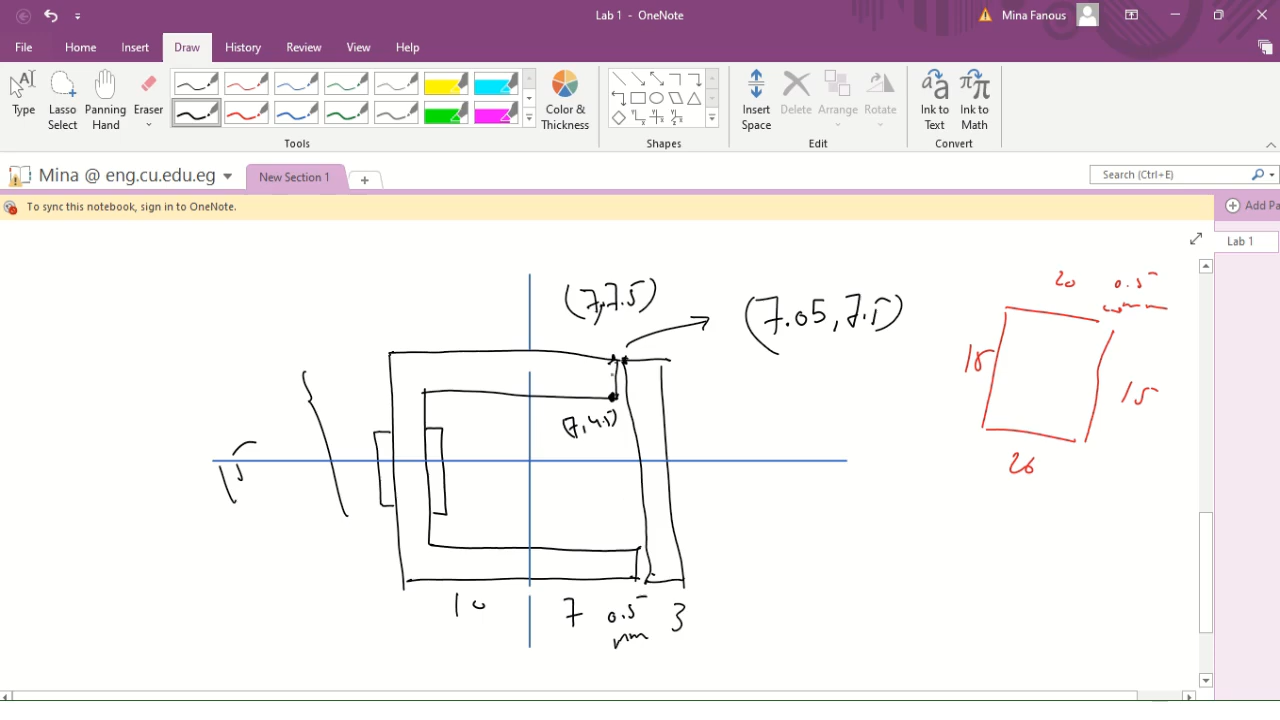 Lab 1 - OneNote
Mina Fanous
File Home Insert Draw History Review View Help
Type
Lasso Select
Panning Hand
Eraser
Color & Thickness
Insert Space
Delete
Arrange
Rotate
Ink to Text
Ink to Math
Tools
Shapes
Edit
Convert
Mina @ eng.cu.edu.eg
New Section 1
Search (Ctrl+E)
To sync this notebook, sign in to OneNote.
Add Pa
Lab 1
(7,7.5)
(7.05,7.5)
(7,4.5)
15
10
7
0.5
mm
3
20
0.5
mm
15
15
20